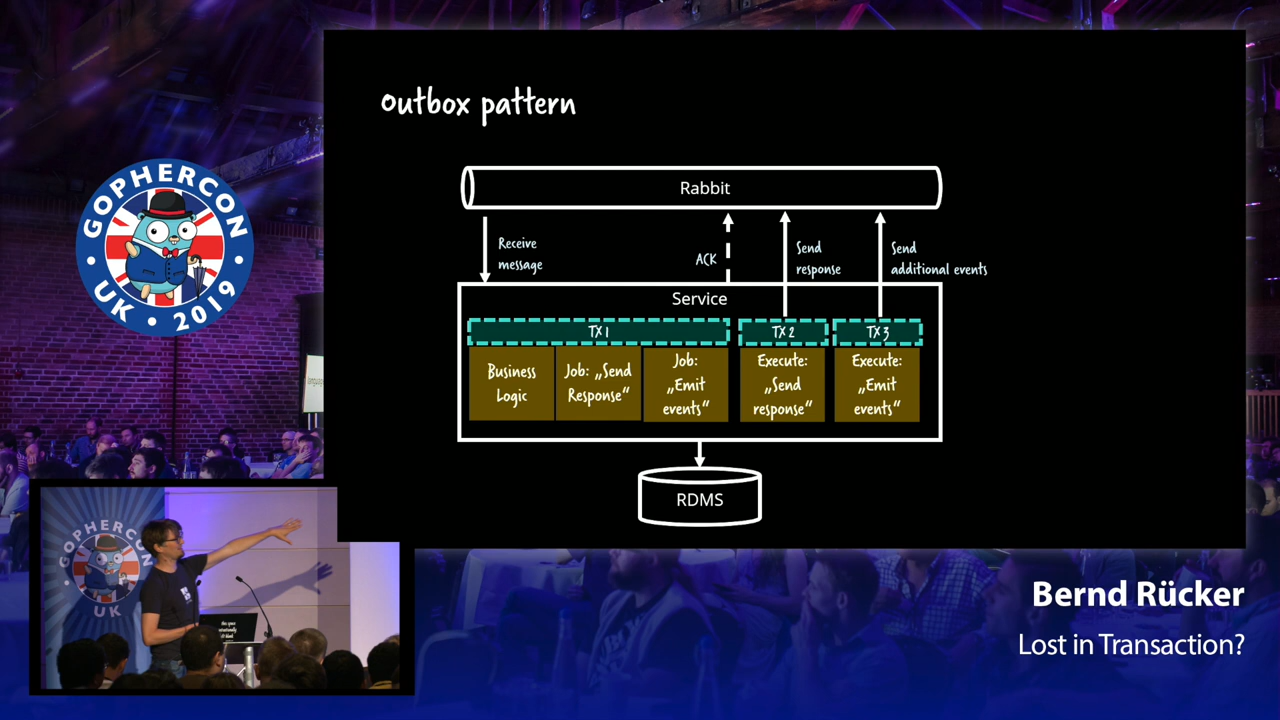 Outbox pattern
Rabbit
Receive
message
ACK
Send
response
Send
additional events
Service
TX 1
TX 2
TX 3
Business
Logic
Job: „Send
Response“
Job:
„Emit
events“
Execute:
„Send
response“
Execute:
„Emit
events“
RDMS
GOPHERCON
UK
2019
GOPHERCON
UK
Bernd Rücker
Lost in Transaction?